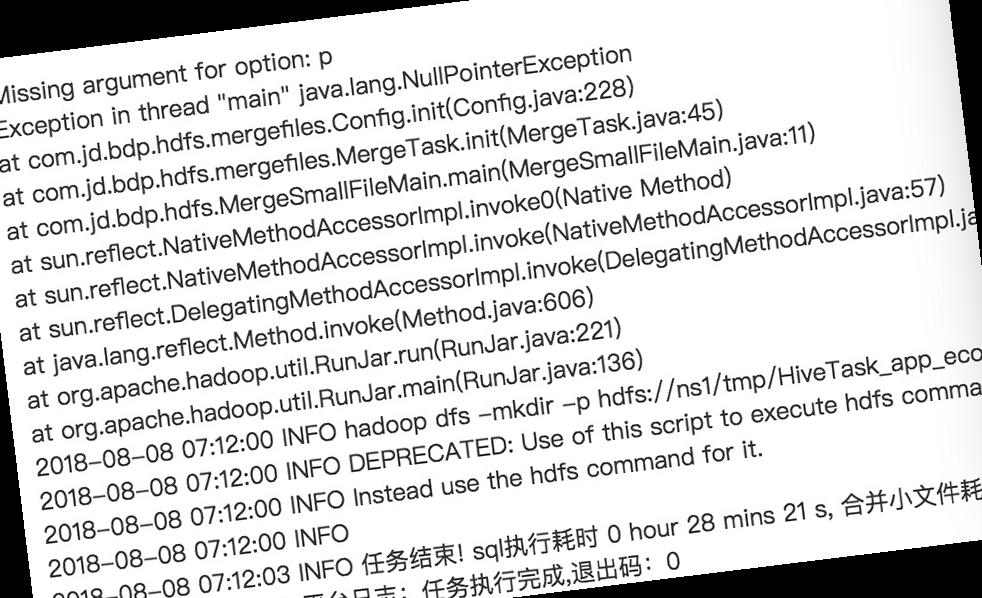 Missing argument for option: p
Exception in thread "main" java.lang.NullPointerException
at com.jd.bdp.hdfs.mergefiles.Config.init(Config.java:228)
at com.jd.bdp.hdfs.mergefiles.MergeTask.init(MergeTask.java:45)
at com.jd.bdp.hdfs.MergeSmallFileMain.main(MergeSmallFileMain.java:11)
at sun.reflect.NativeMethodAccessorImpl.invoke0(Native Method)
at sun.reflect.NativeMethodAccessorImpl.invoke(NativeMethodAccessorImpl.java:57)
at sun.reflect.DelegatingMethodAccessorImpl.invoke(DelegatingMethodAccessorImpl.ja
at java.lang.reflect.Method.invoke(Method.java:606)
at org.apache.hadoop.util.RunJar.run(RunJar.java:221)
at org.apache.hadoop.util.RunJar.main(RunJar.java:136)
2018-08-08 07:12:00 INFO hadoop dfs -mkdir -p hdfs://ns1/tmp/HiveTask_app_eco
2018-08-08 07:12:00 INFO DEPRECATED: Use of this script to execute hdfs comma
2018-08-08 07:12:00 INFO Instead use the hdfs command for it.
2018-08-08 07:12:00 INFO
2018-08-08 07:12:03 INFO 任务结束! sql执行耗时 0 hour 28 mins 21 s, 合并小文件耗
平台日志：任务执行完成,退出码：0